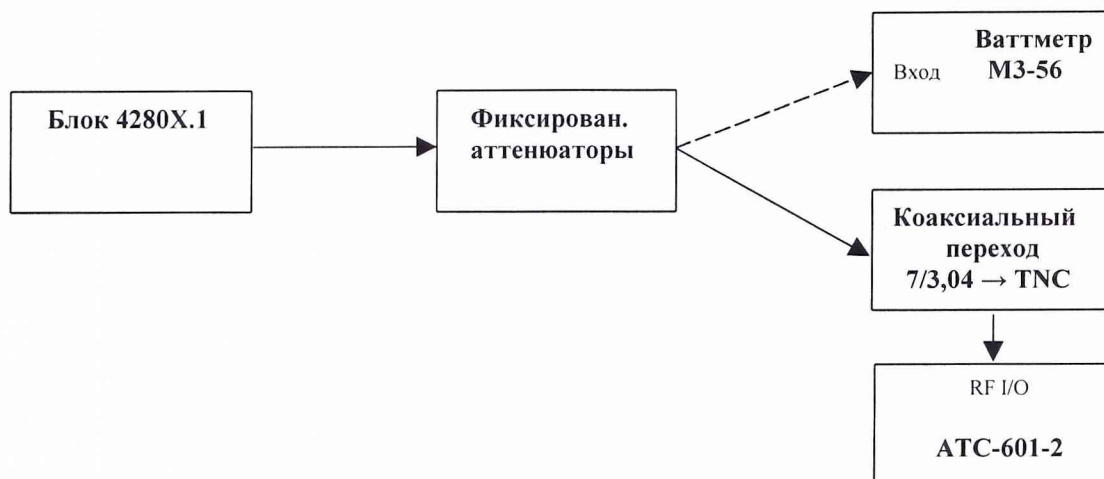 Блок 4280X.1
Фиксирован.
аттенюаторы
Ваттметр
Вход М3-56
Коаксиальный
переход
7/3,04 → TNC
RF I/O
АТС-601-2